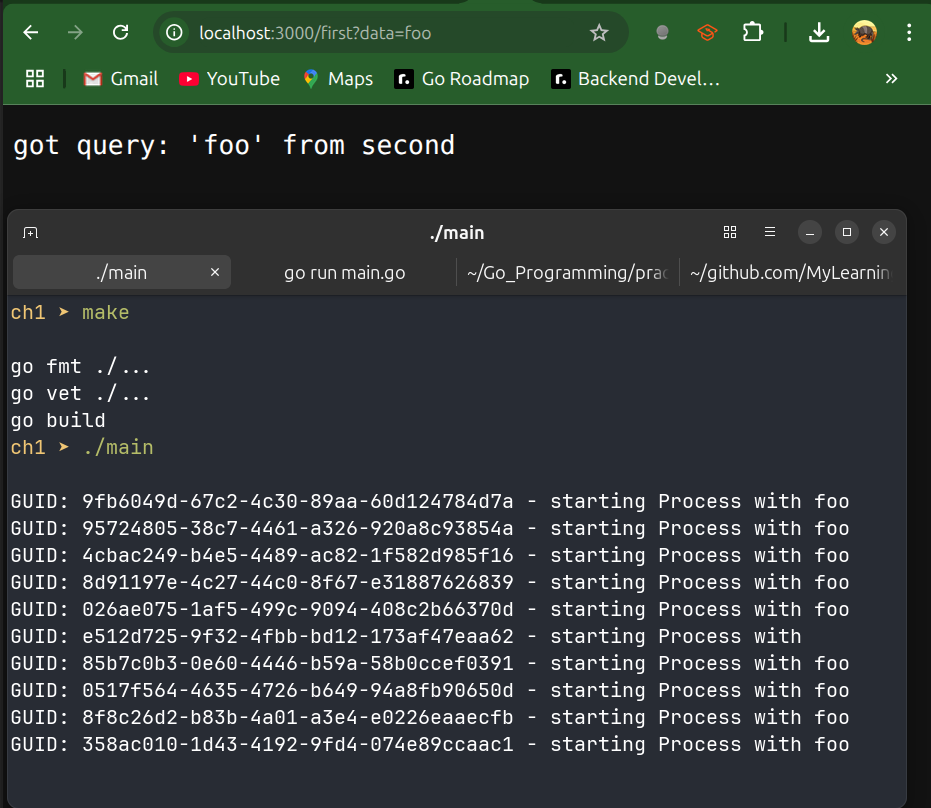 localhost:3000/first?data=foo
Gmail YouTube Maps r. Go Roadmap r. Backend Devel...
got query: 'foo' from second
./main
./main go run main.go ~/Go_Programming/prac ~/github.com/MyLearnin
ch1 ➤ make
go fmt ./...
go vet ./...
go build
ch1 ➤ ./main
GUID: 9fb6049d-67c2-4c30-89aa-60d124784d7a - starting Process with foo
GUID: 95724805-38c7-4461-a326-920a8c93854a - starting Process with foo
GUID: 4cbac249-b4e5-4489-ac82-1f582d985f16 - starting Process with foo
GUID: 8d91197e-4c27-44c0-8f67-e31887626839 - starting Process with foo
GUID: 026ae075-1af5-499c-9094-408c2b66370d - starting Process with foo
GUID: e512d725-9f32-4fbb-bd12-173af47eaa62 - starting Process with
GUID: 85b7c0b3-0e60-4446-b59a-58b0ccef0391 - starting Process with foo
GUID: 0517f564-4635-4726-b649-94a8fb90650d - starting Process with foo
GUID: 8f8c26d2-b83b-4a01-a3e4-e0226eaaecfb - starting Process with foo
GUID: 358ac010-1d43-4192-9fd4-074e89ccaac1 - starting Process with foo